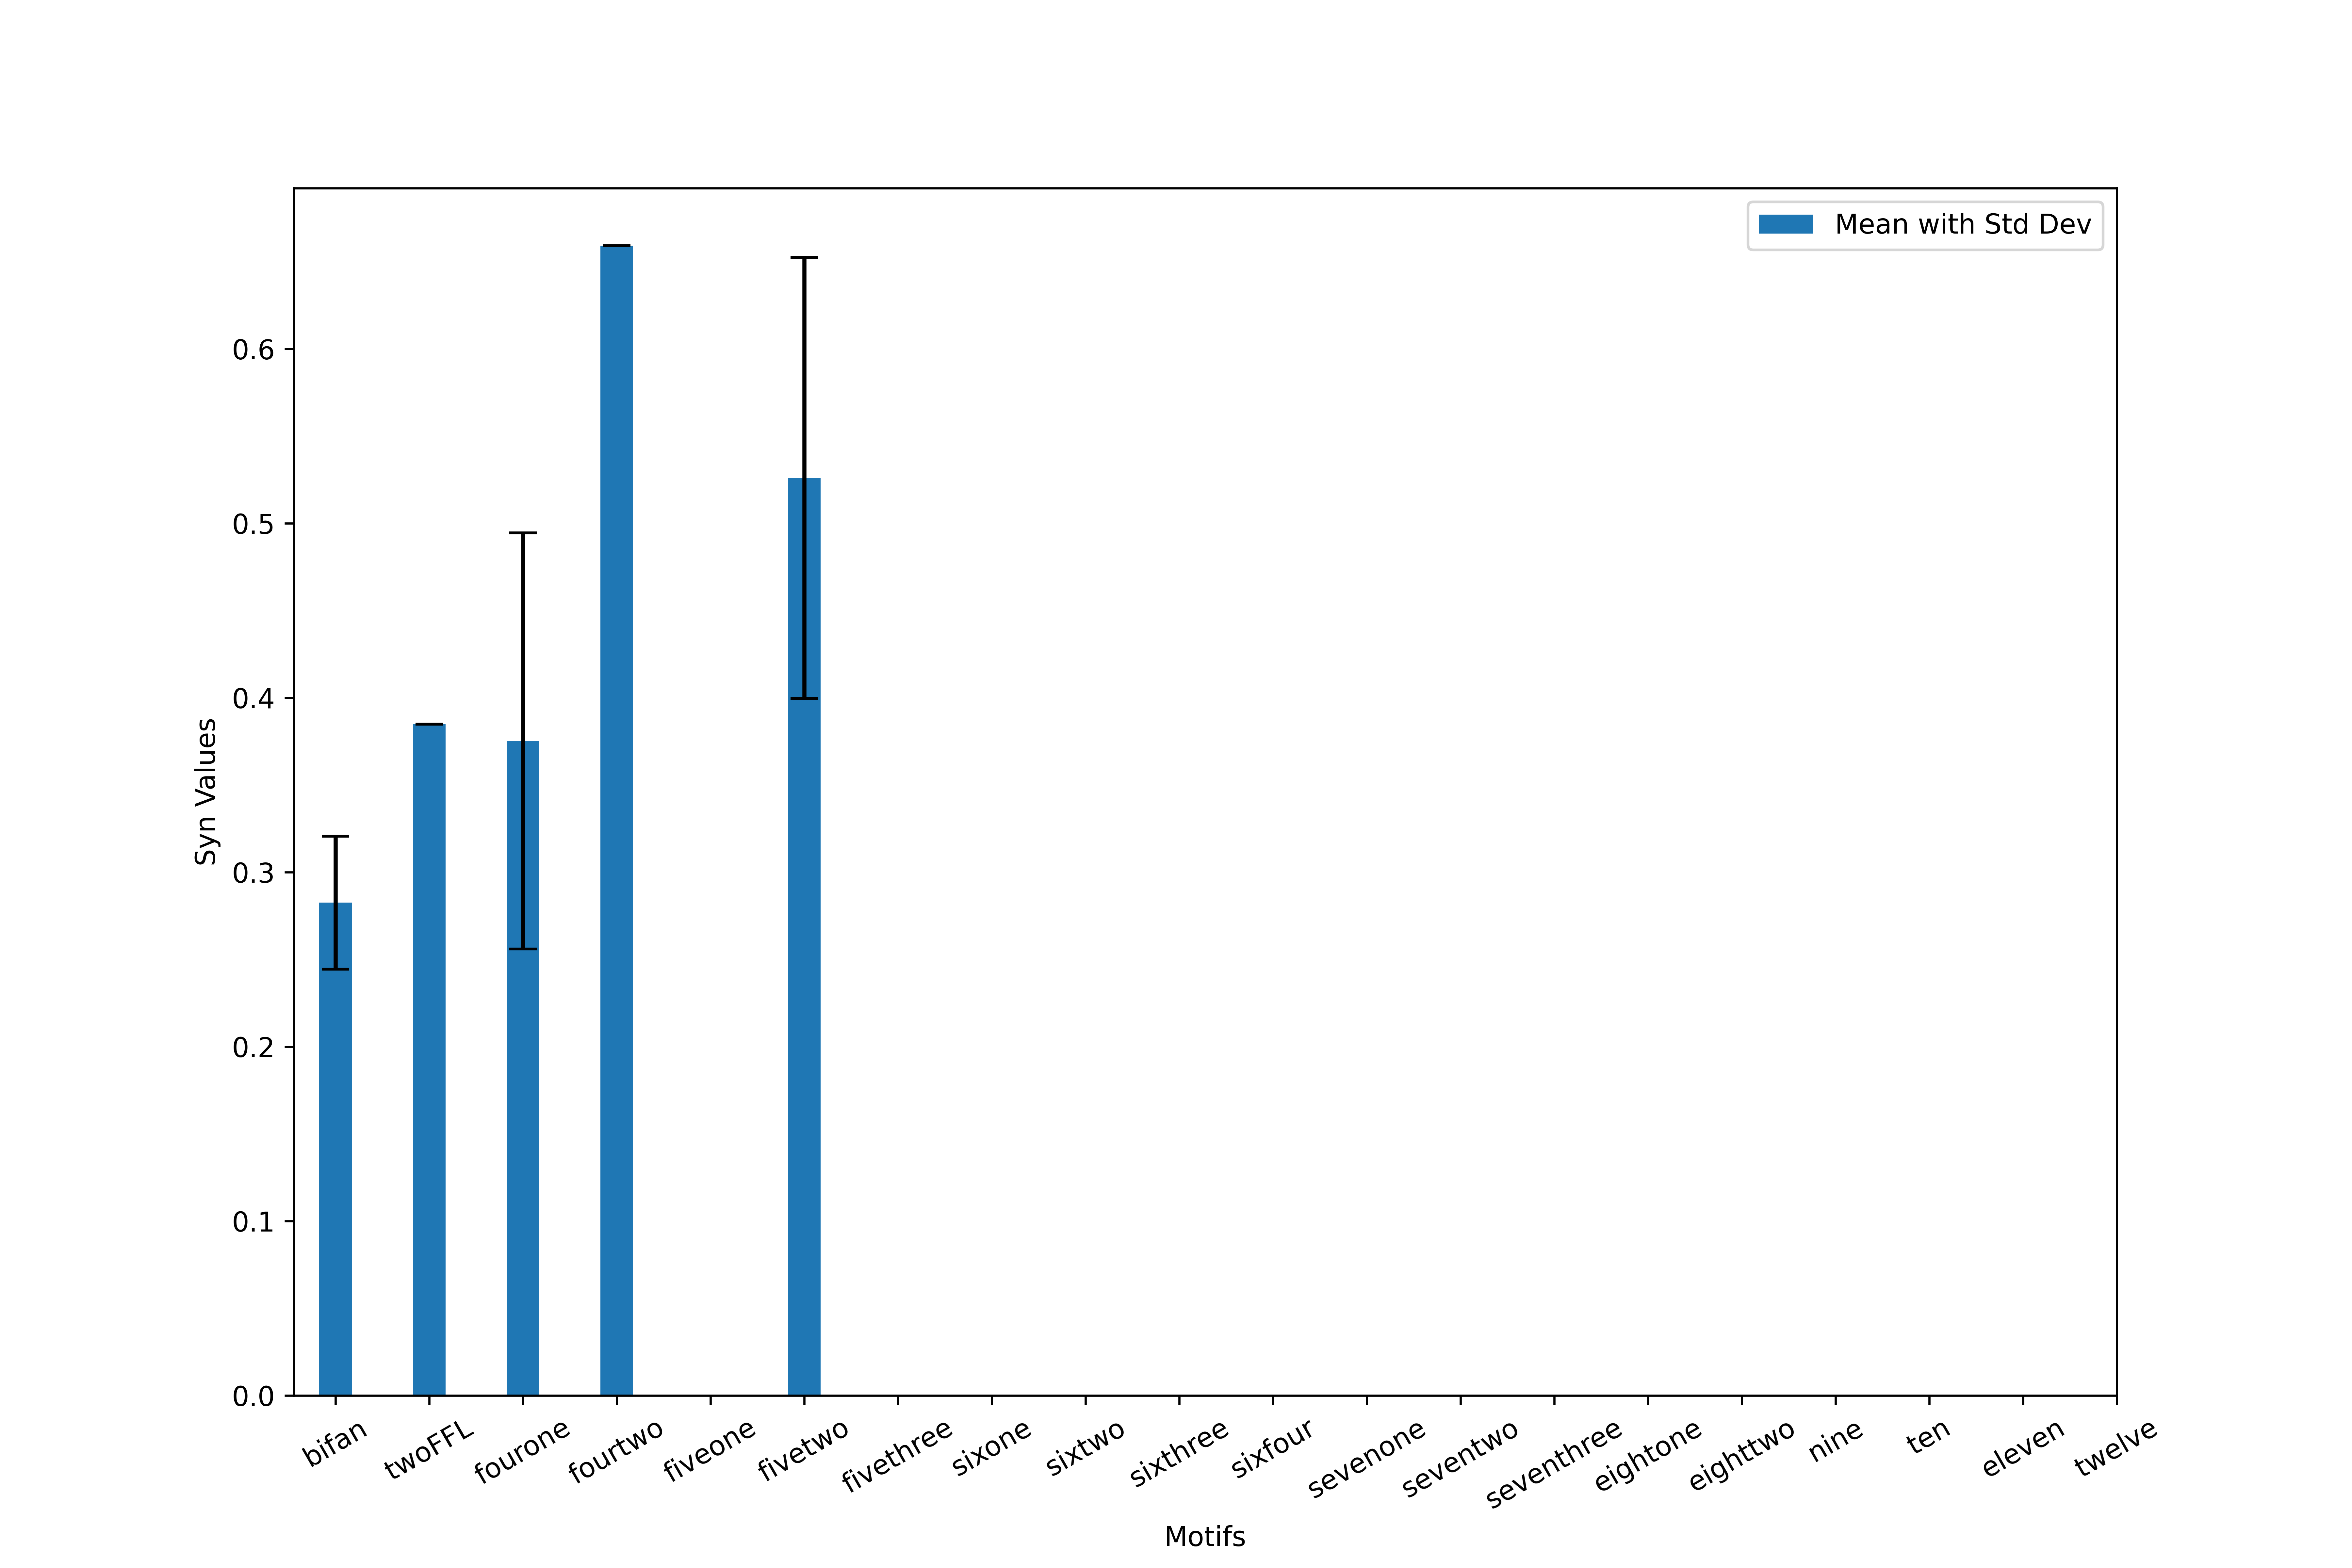 Mean with Std Dev
Syn Values
0.6
0.5
0.4
0.3
0.2
0.1
0.0
bifan
twoFFL
fourone
fourtwo
fiveone
fivetwo
fivethree
sixone
sixtwo
sixthree
sixfour
sevenone
seventwo
seventhree
eightone
eighttwo
nine
ten
eleven
twelve
Motifs